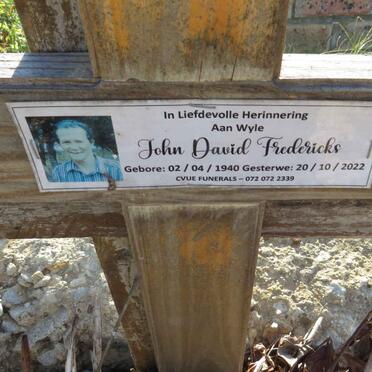 In Liefdevolle Herinnering
Aan Wyle
John David Fredericks
Gebore: 02 / 04 / 1940 Gesterwe: 20 / 10 / 2022
CVUE FUNERALS – 072 072 2339